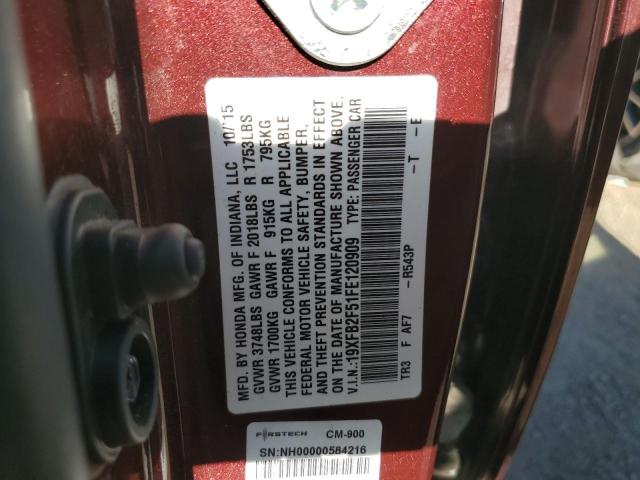 MFD. BY HONDA MFG. OF INDIANA, LLC 10/15
GVWR 3748LBS GAWR F 2018LBS R 1753LBS
GVWR 1700KG GAWR F 915KG R 795KG
THIS VEHICLE CONFORMS TO ALL APPLICABLE
FEDERAL MOTOR VEHICLE SAFETY, BUMPER,
AND THEFT PREVENTION STANDARDS IN EFFECT
ON THE DATE OF MANUFACTURE SHOWN ABOVE.
V.I.N.:19XFB2F51FE120909 TYPE: PASSENGER CAR
TR3 F AF7 -R543P -T -E
FIRSTECH CM-900
SN:NH00000584216